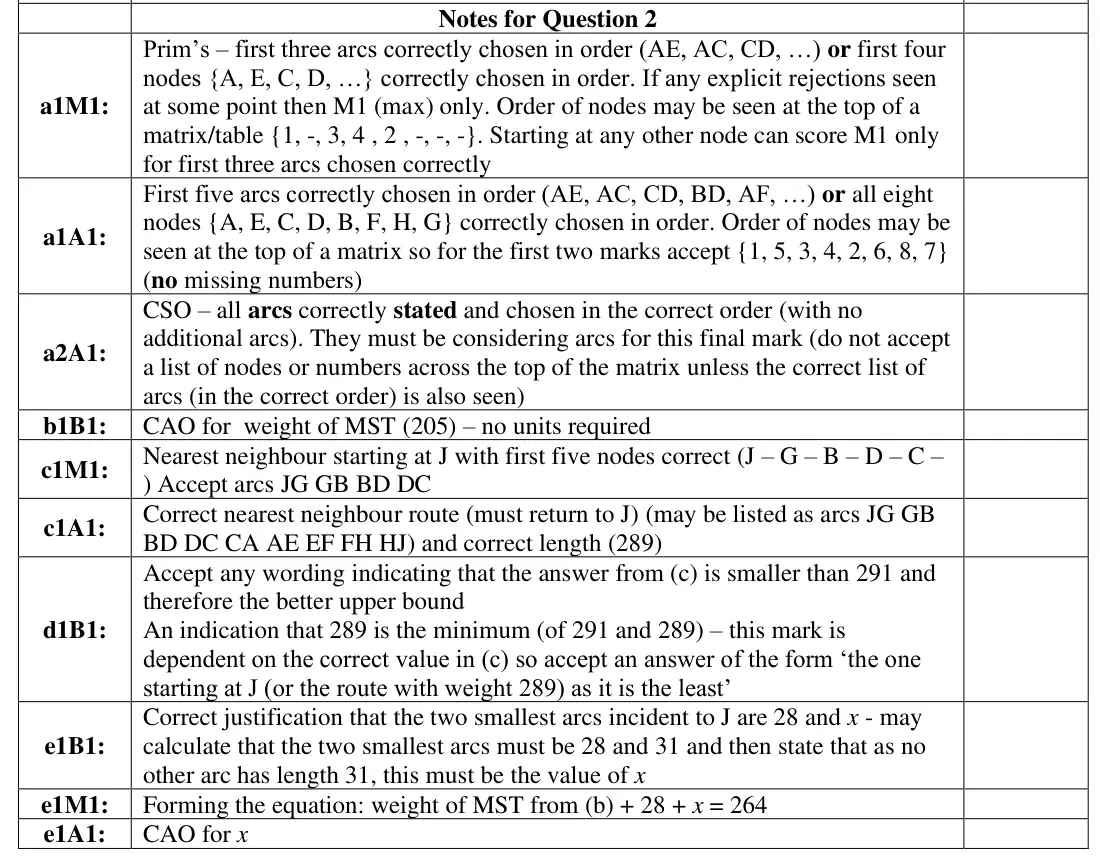 Notes for Question 2
a1M1:
Prim's – first three arcs correctly chosen in order (AE, AC, CD, …) or first four
nodes {A, E, C, D, …} correctly chosen in order. If any explicit rejections seen
at some point then M1 (max) only. Order of nodes may be seen at the top of a
matrix/table {1, -, 3, 4 , 2 , -, -, -}. Starting at any other node can score M1 only
for first three arcs chosen correctly
a1A1:
First five arcs correctly chosen in order (AE, AC, CD, BD, AF, …) or all eight
nodes {A, E, C, D, B, F, H, G} correctly chosen in order. Order of nodes may be
seen at the top of a matrix so for the first two marks accept {1, 5, 3, 4, 2, 6, 8, 7}
(no missing numbers)
a2A1:
CSO – all arcs correctly stated and chosen in the correct order (with no
additional arcs). They must be considering arcs for this final mark (do not accept
a list of nodes or numbers across the top of the matrix unless the correct list of
arcs (in the correct order) is also seen)
b1B1:
CAO for  weight of MST (205) – no units required
c1M1:
Nearest neighbour starting at J with first five nodes correct (J – G – B – D – C –
) Accept arcs JG GB BD DC
c1A1:
Correct nearest neighbour route (must return to J) (may be listed as arcs JG GB
BD DC CA AE EF FH HJ) and correct length (289)
d1B1:
Accept any wording indicating that the answer from (c) is smaller than 291 and
therefore the better upper bound
An indication that 289 is the minimum (of 291 and 289) – this mark is
dependent on the correct value in (c) so accept an answer of the form 'the one
starting at J (or the route with weight 289) as it is the least'
e1B1:
Correct justification that the two smallest arcs incident to J are 28 and x - may
calculate that the two smallest arcs must be 28 and 31 and then state that as no
other arc has length 31, this must be the value of x
e1M1:
Forming the equation: weight of MST from (b) + 28 + x = 264
e1A1:
CAO for x